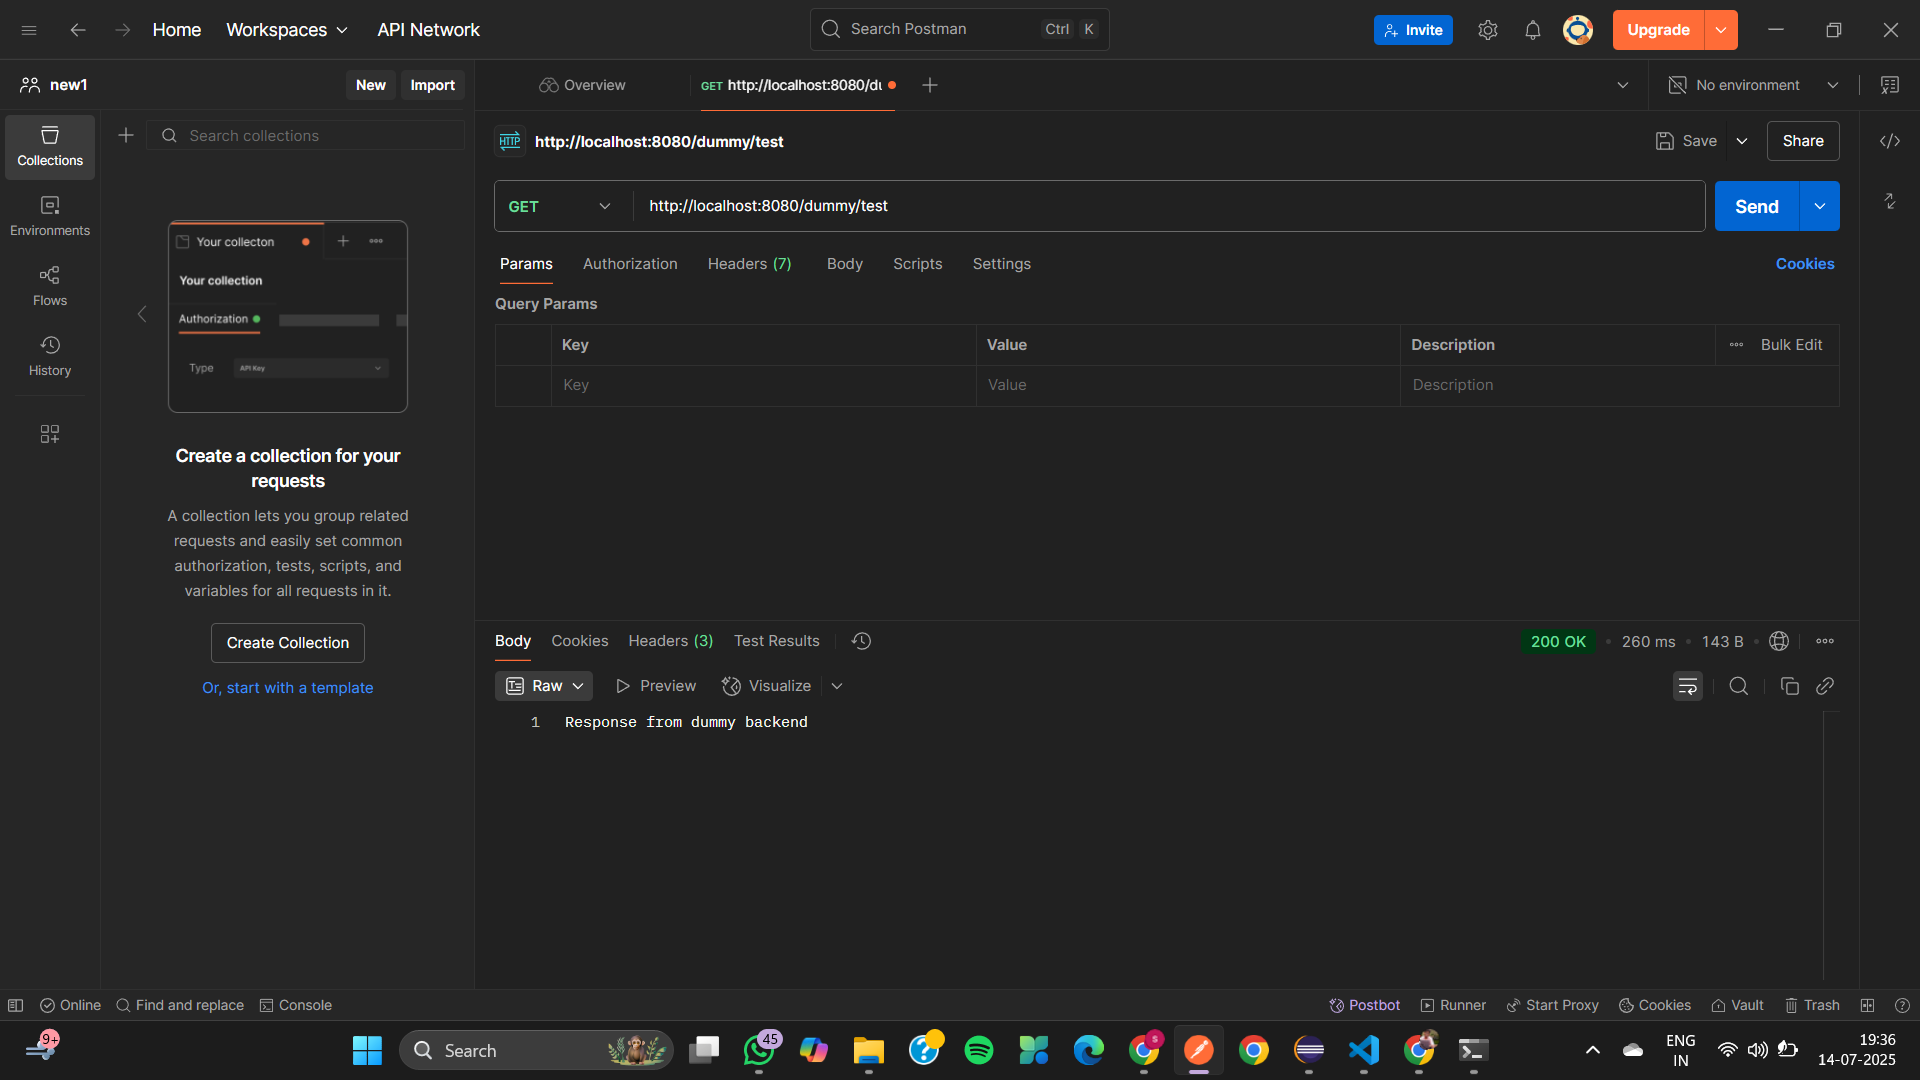 Home
Workspaces
API Network
Search Postman
Ctrl
K
Invite
Upgrade
new1
New
Import
Overview
GET http://localhost:8080/du
No environment
Collections
Search collections
http://localhost:8080/dummy/test
Save
Share
Environments
GET
http://localhost:8080/dummy/test
Send
Your collecton
Your collection
Authorization
Type
API Key
Params
Authorization
Headers (7)
Body
Scripts
Settings
Cookies
Flows
Query Params
Key
Value
Description
Bulk Edit
History
Key
Value
Description
Create a collection for your
requests
A collection lets you group related
requests and easily set common
authorization, tests, scripts, and
variables for all requests in it.
Create Collection
Or, start with a template
Body
Cookies
Headers (3)
Test Results
200 OK
260 ms
143 B
Raw
Preview
Visualize
1
Response from dummy backend
Online
Find and replace
Console
Postbot
Runner
Start Proxy
Cookies
Vault
Trash
9+
Search
45
S
ENG
IN
19:36
14-07-2025